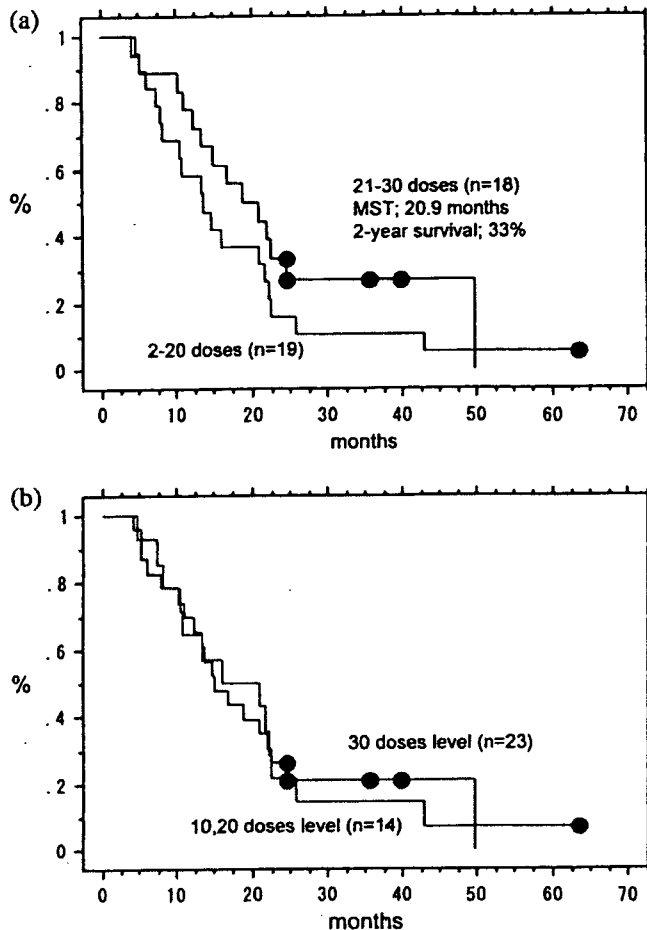 (a)
1
. 8
. 6
%
. 4
. 2
0
21-30 doses (n=18)
MST; 20.9 months
2-year survival; 33%
2-20 doses (n=19)
0 10 20 30 40 50 60 70
months
(b)
1
. 8
. 6
%
. 4
. 2
0
30 doses level (n=23)
10,20 doses level (n=14)
0 10 20 30 40 50 60 70
months